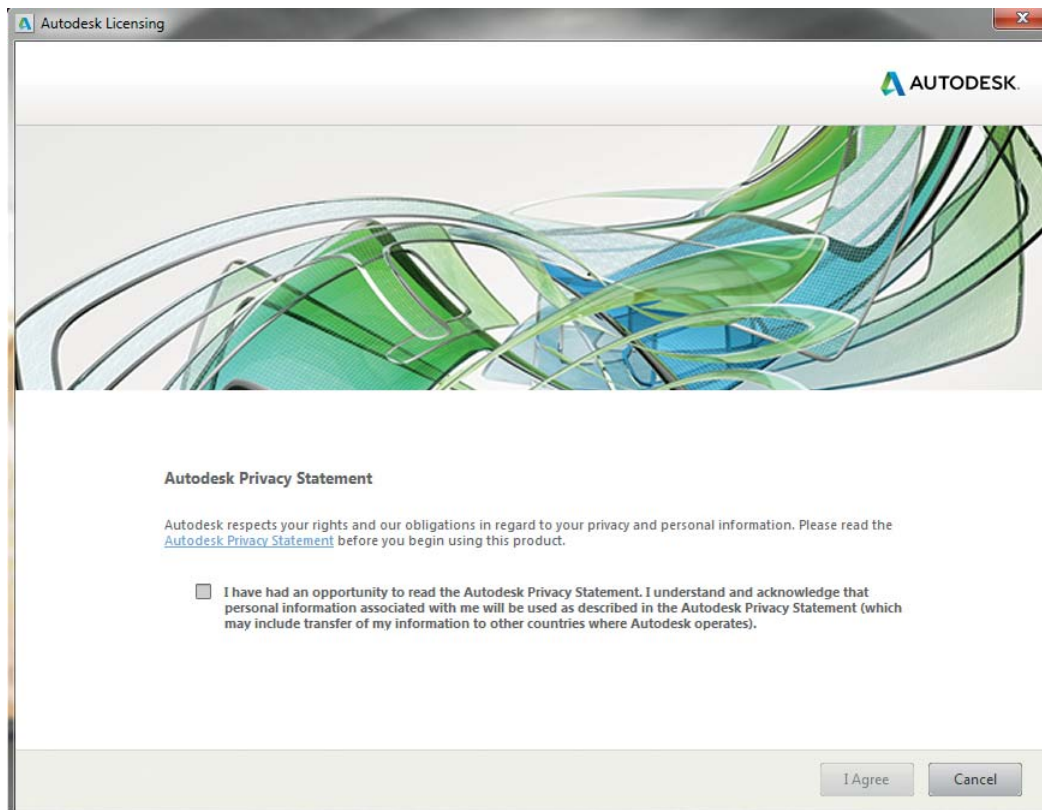 Autodesk Licensing
AUTODESK.
Autodesk Privacy Statement
Autodesk respects your rights and our obligations in regard to your privacy and personal information. Please read the
Autodesk Privacy Statement before you begin using this product.
I have had an opportunity to read the Autodesk Privacy Statement. I understand and acknowledge that
personal information associated with me will be used as described in the Autodesk Privacy Statement (which
may include transfer of my information to other countries where Autodesk operates).
I Agree Cancel